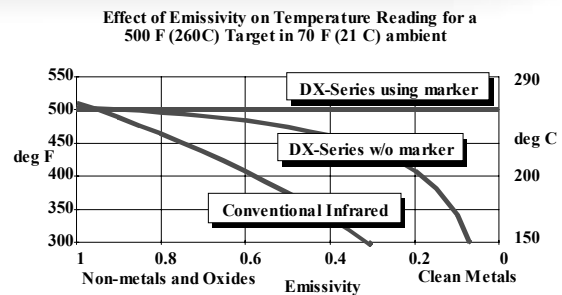 Effect of Emissivity on Temperature Reading for a
500 F (260C) Target in 70 F (21 C) ambient
550
290
DX-Series using marker
500
450
deg C
deg F
DX-Series w/o marker
400
200
350
Conventional Infrared
300
150
1 0.8 0.6 0.4 0.2 0
Non-metals and Oxides Emissivity Clean Metals